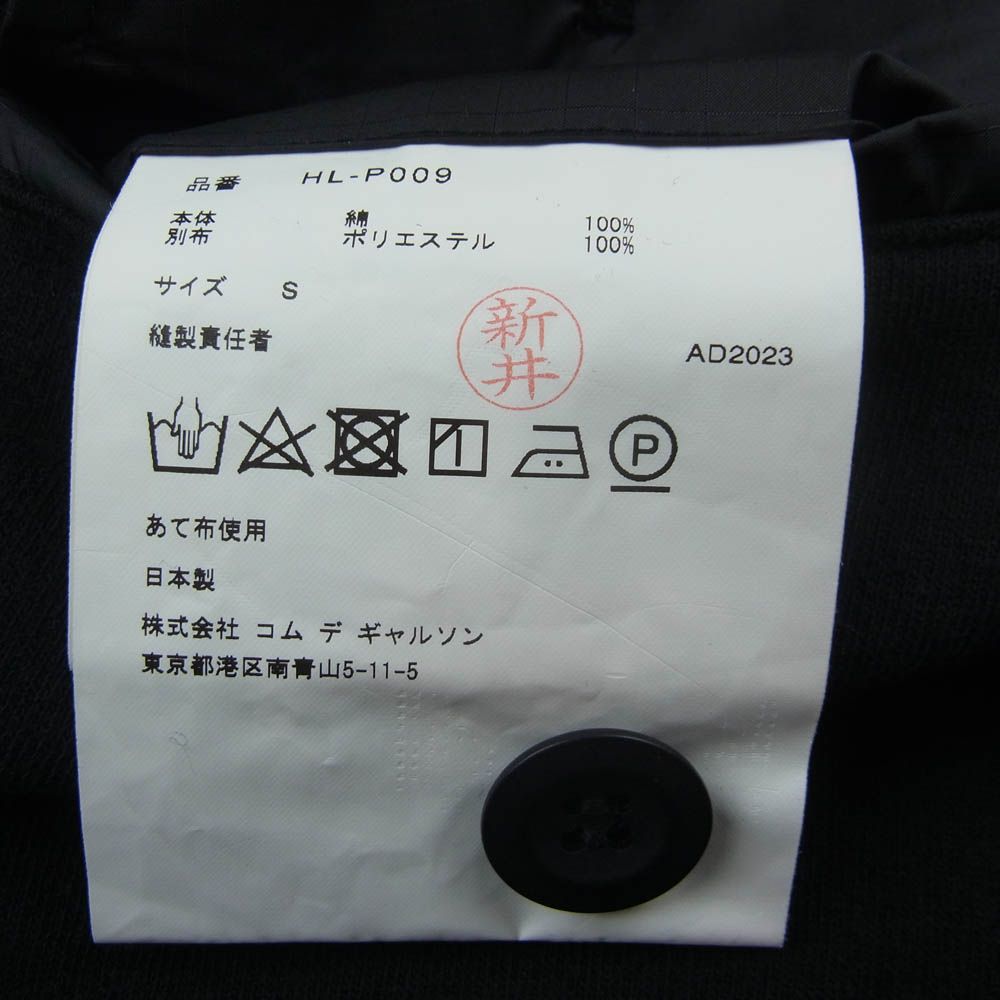 品番 HL-P009
本体 綿 100%
別布 ポリエステル 100%
サイズ S
縫製責任者 新井 AD2023
P
あて布使用
日本製
株式会社 コム デ ギャルソン
東京都港区南青山5-11-5